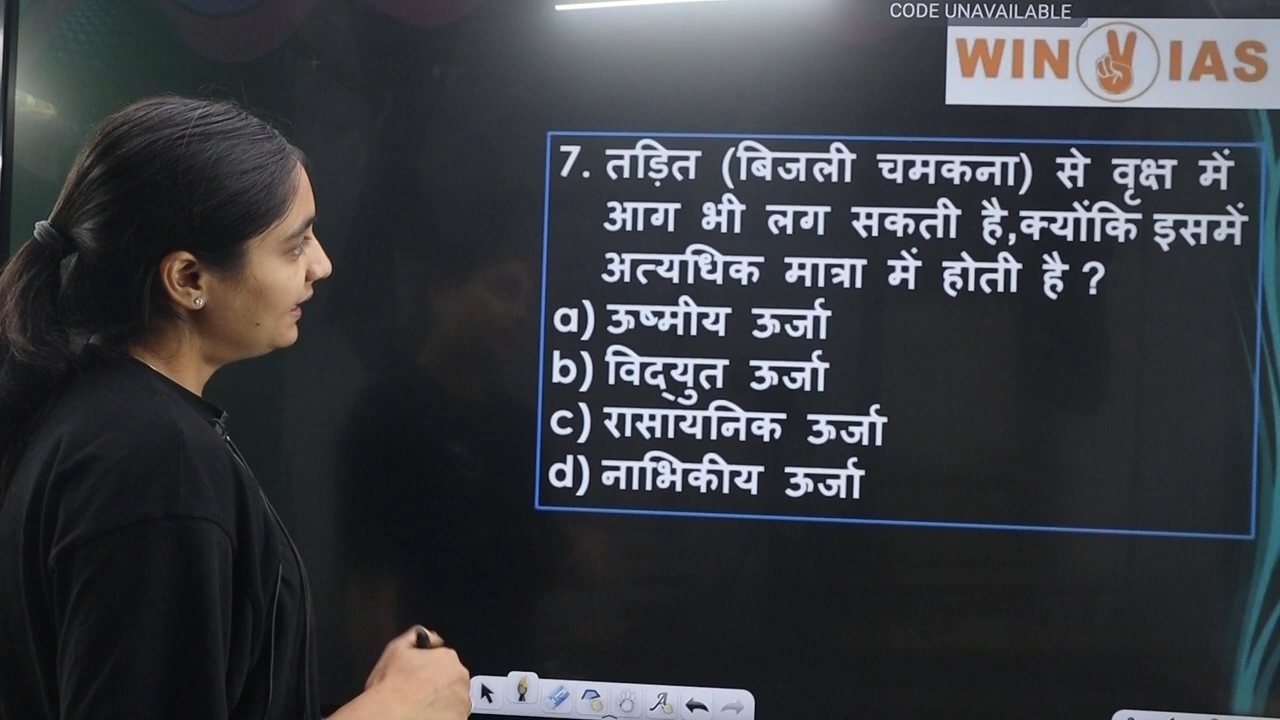 CODE UNAVAILABLE
WIN IAS
7. तड़ित (बिजली चमकना) से वृक्ष में
आग भी लग सकती है,क्योंकि इसमें
अत्यधिक मात्रा में होती है ?
a) ऊष्मीय ऊर्जा
b) विद्युत ऊर्जा
c) रासायनिक ऊर्जा
d) नाभिकीय ऊर्जा